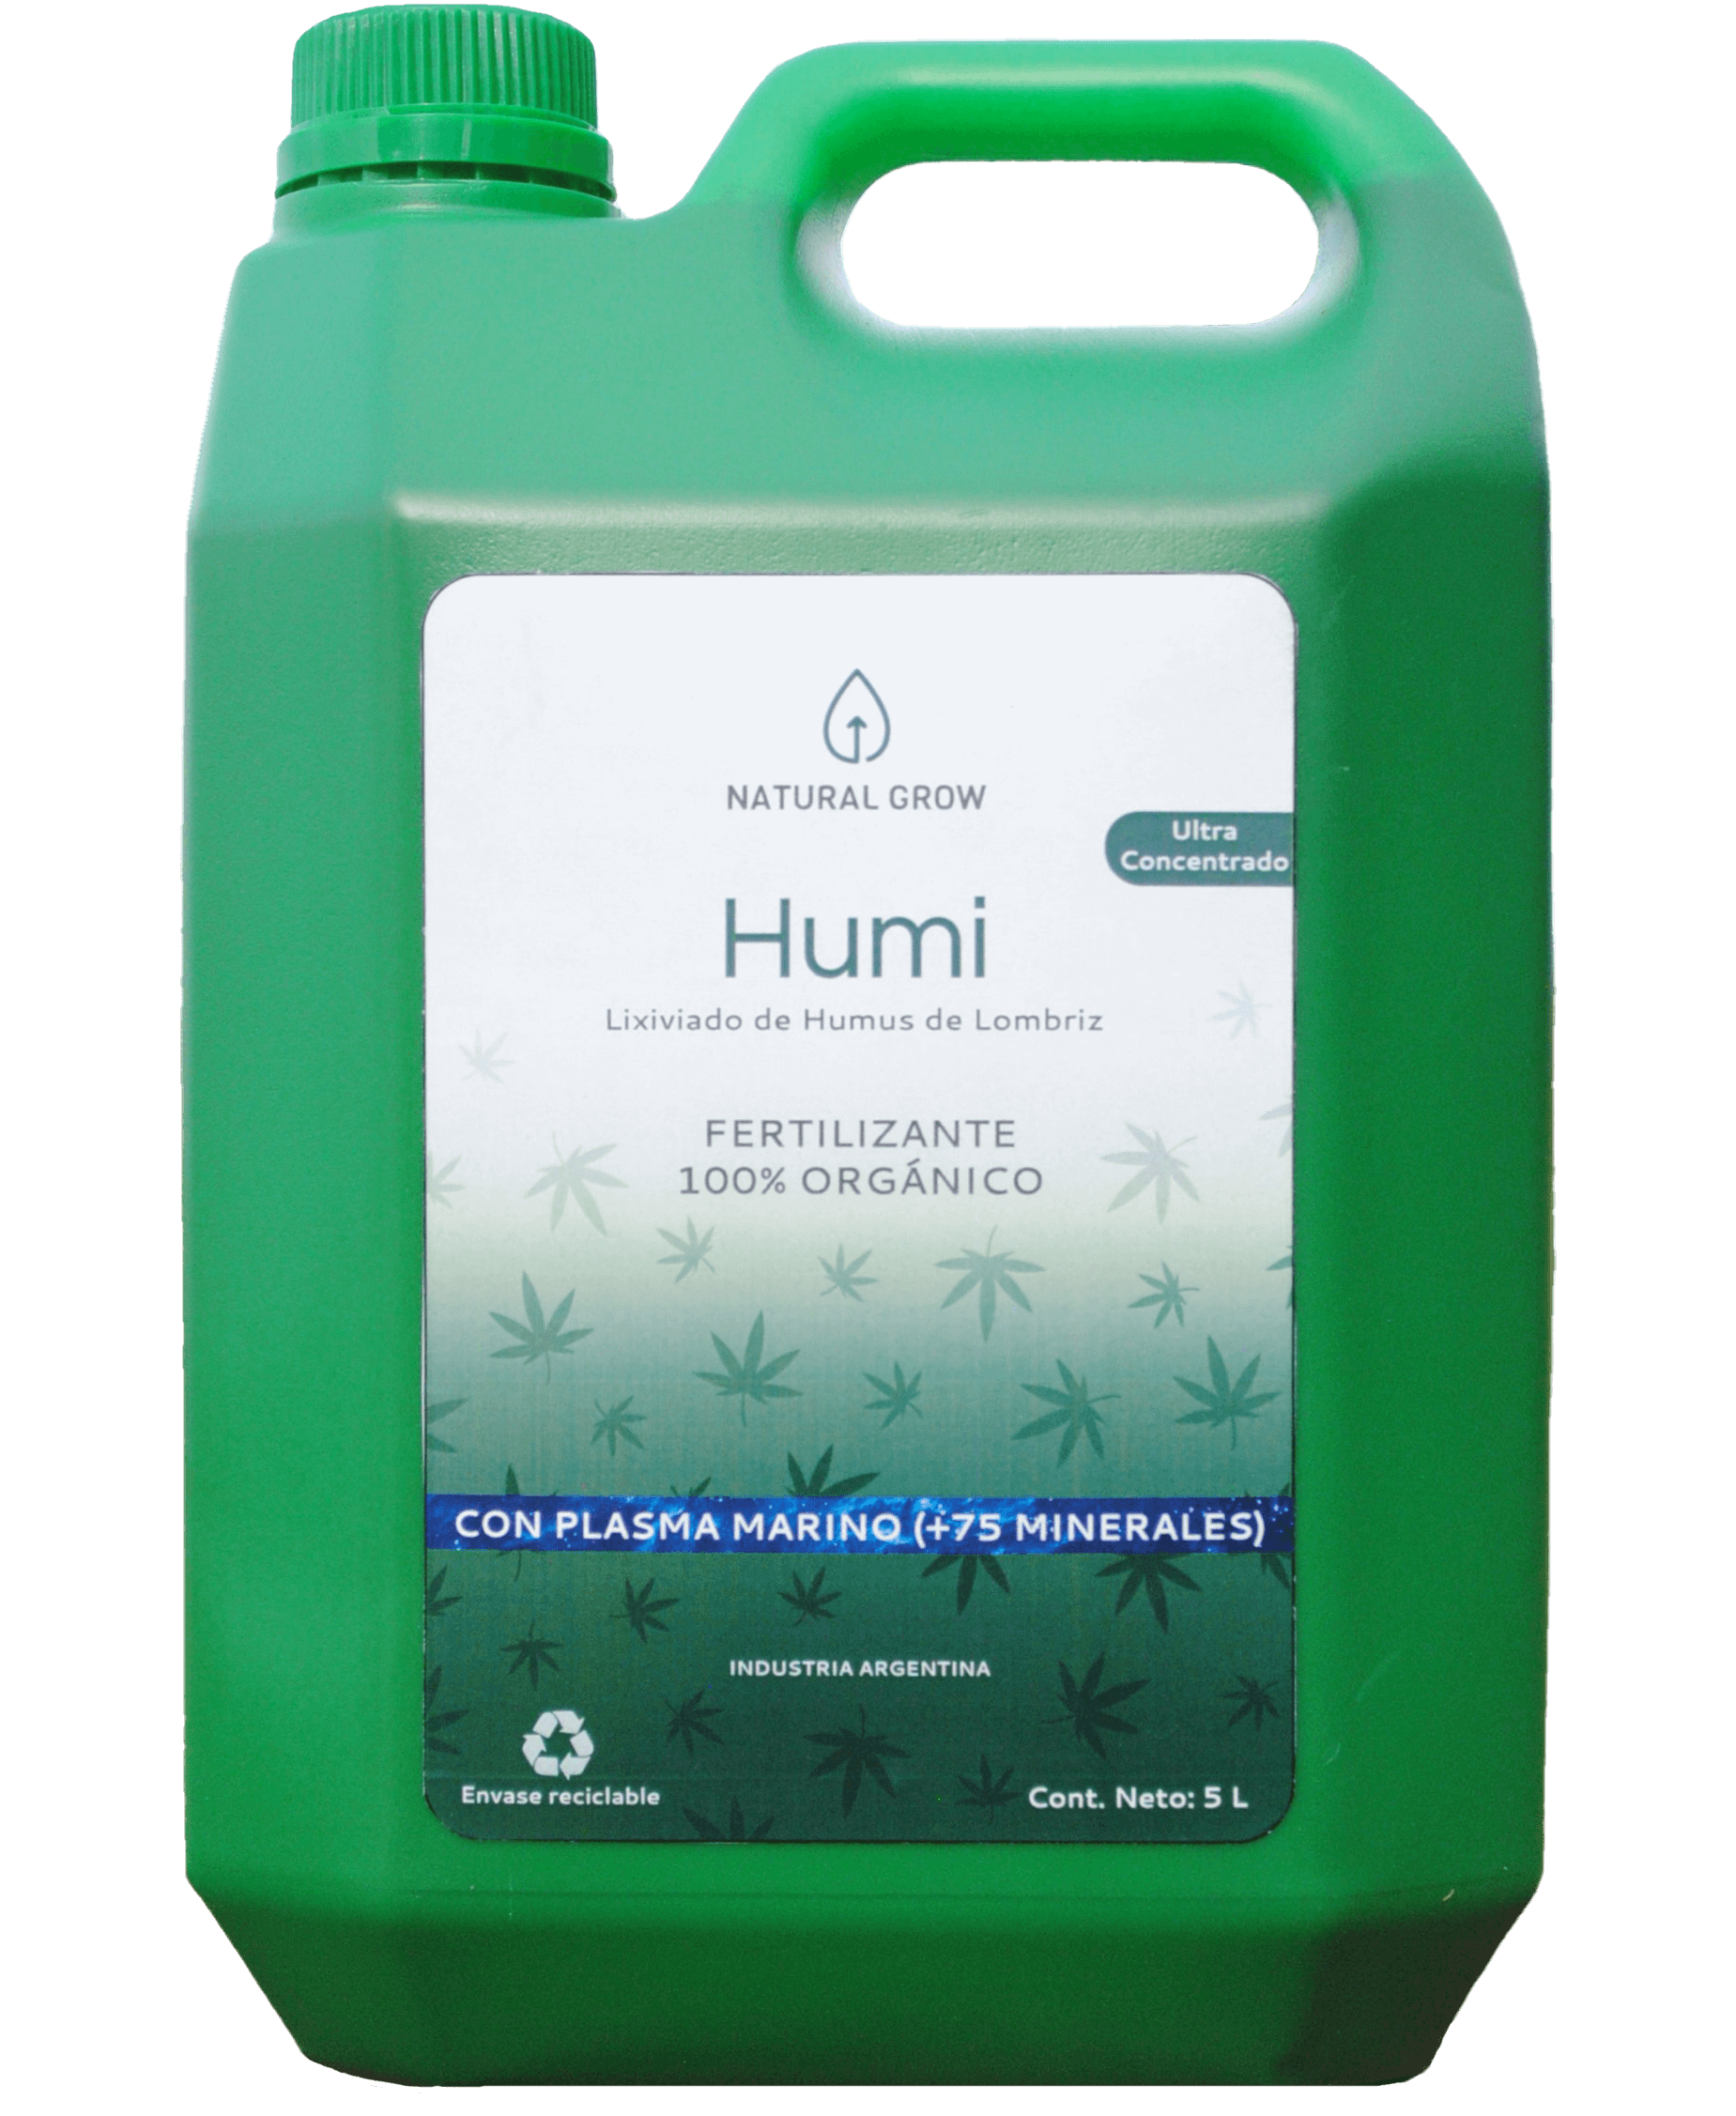 NATURAL GROW
Ultra
Concentrado
Humi
Lixiviado de Humus de Lombriz
FERTILIZANTE
100% ORGÁNICO
CON PLASMA MARINO (+75 MINERALES)
INDUSTRIA ARGENTINA
Envase reciclable
Cont. Neto: 5 L